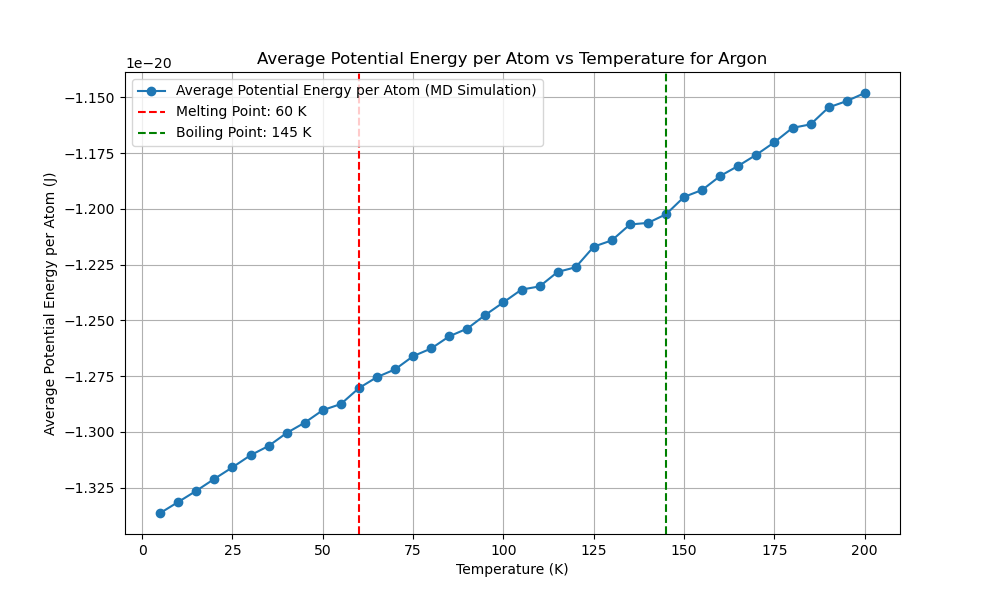 Average Potential Energy per Atom vs Temperature for Argon
1e−20
Average Potential Energy per Atom (MD Simulation)
Melting Point: 60 K
Boiling Point: 145 K
Average Potential Energy per Atom (J)
−1.150
−1.175
−1.200
−1.225
−1.250
−1.275
−1.300
−1.325
0 25 50 75 100 125 150 175 200
Temperature (K)